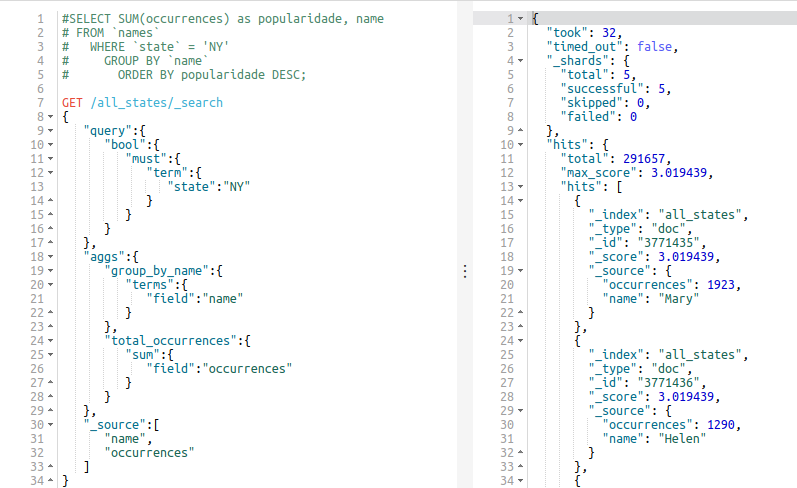 1 #SELECT SUM(occurrences) as popularidade, name
2 # FROM `names`
3 #   WHERE `state` = 'NY'
4 #     GROUP BY `name`
5 #       ORDER BY popularidade DESC;
6
7 GET /all_states/_search
8 {
9    "query":{
10       "bool":{
11          "must":{
12             "term":{
13                "state":"NY"
14             }
15          }
16       }
17    },
18    "aggs":{
19       "group_by_name":{
20          "terms":{
21             "field":"name"
22          }
23       },
24       "total_occurrences":{
25          "sum":{
26             "field":"occurrences"
27          }
28       }
29    },
30    "_source":[
31       "name",
32       "occurrences"
33    ]
34 }
1 {
2   "took": 32,
3   "timed_out": false,
4   "_shards": {
5     "total": 5,
6     "successful": 5,
7     "skipped": 0,
8     "failed": 0
9   },
10   "hits": {
11     "total": 291657,
12     "max_score": 3.019439,
13     "hits": [
14       {
15         "_index": "all_states",
16         "_type": "doc",
17         "_id": "3771435",
18         "_score": 3.019439,
19         "_source": {
20           "occurrences": 1923,
21           "name": "Mary"
22         }
23       },
24       {
25         "_index": "all_states",
26         "_type": "doc",
27         "_id": "3771436",
28         "_score": 3.019439,
29         "_source": {
30           "occurrences": 1290,
31           "name": "Helen"
32         }
33       },
34       {